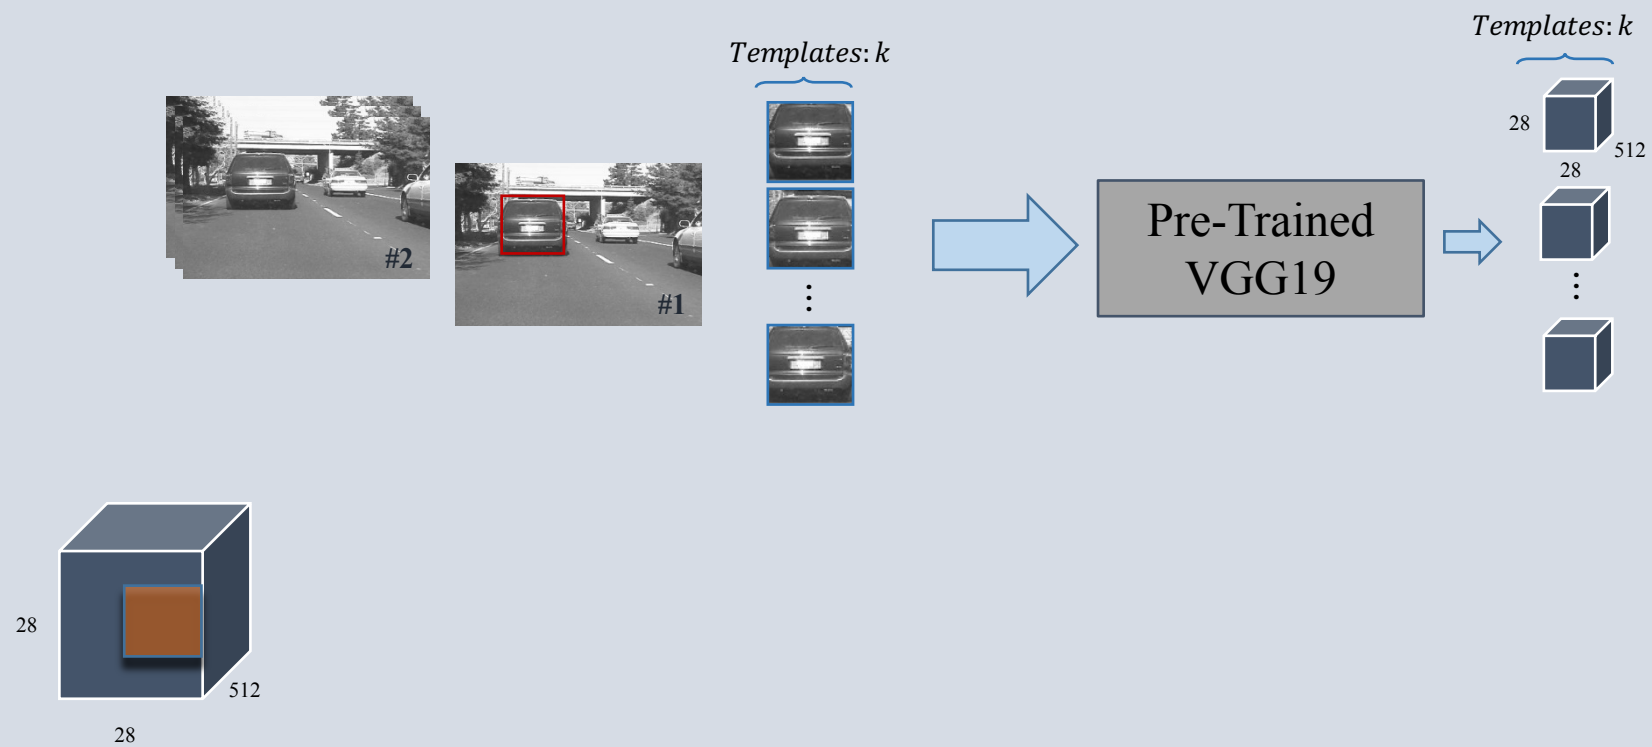 Templates: k
Templates: k
28
512
28
#2
#1
Pre-Trained
VGG19
⋮
⋮
28
512
28